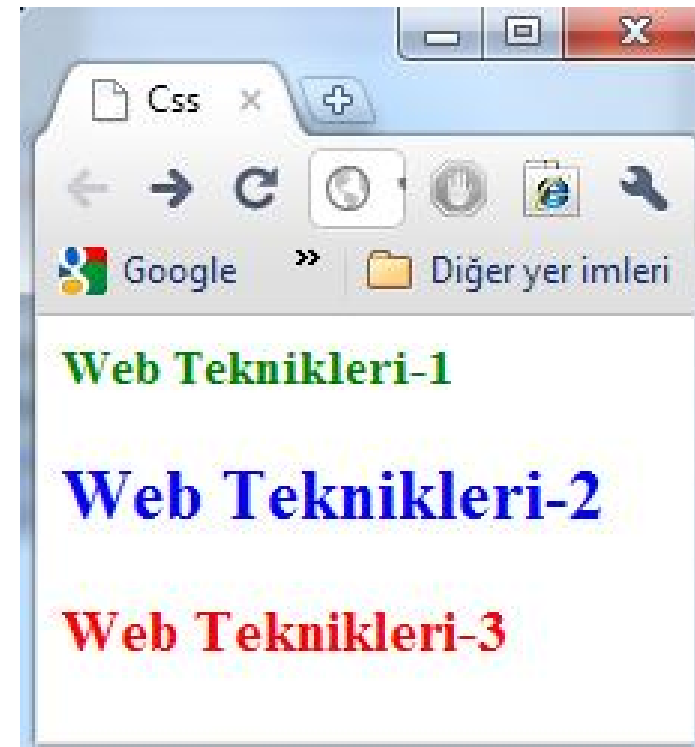 Css
Google » Diğer yer imleri
Web Teknikleri-1
Web Teknikleri-2
Web Teknikleri-3